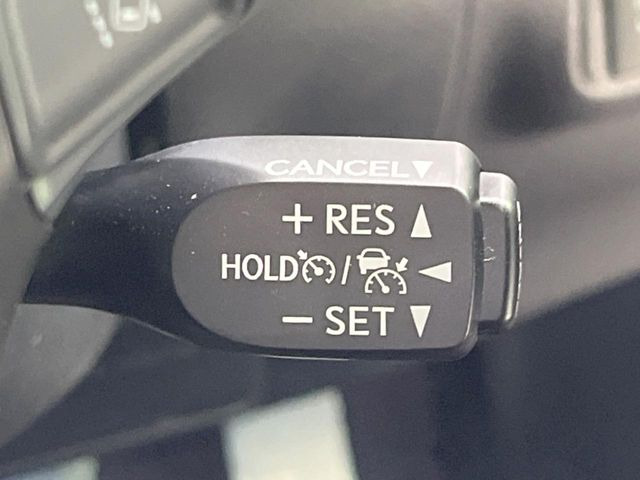 CANCEL▼
+ RES ▲
HOLD / ◄
− SET ▼